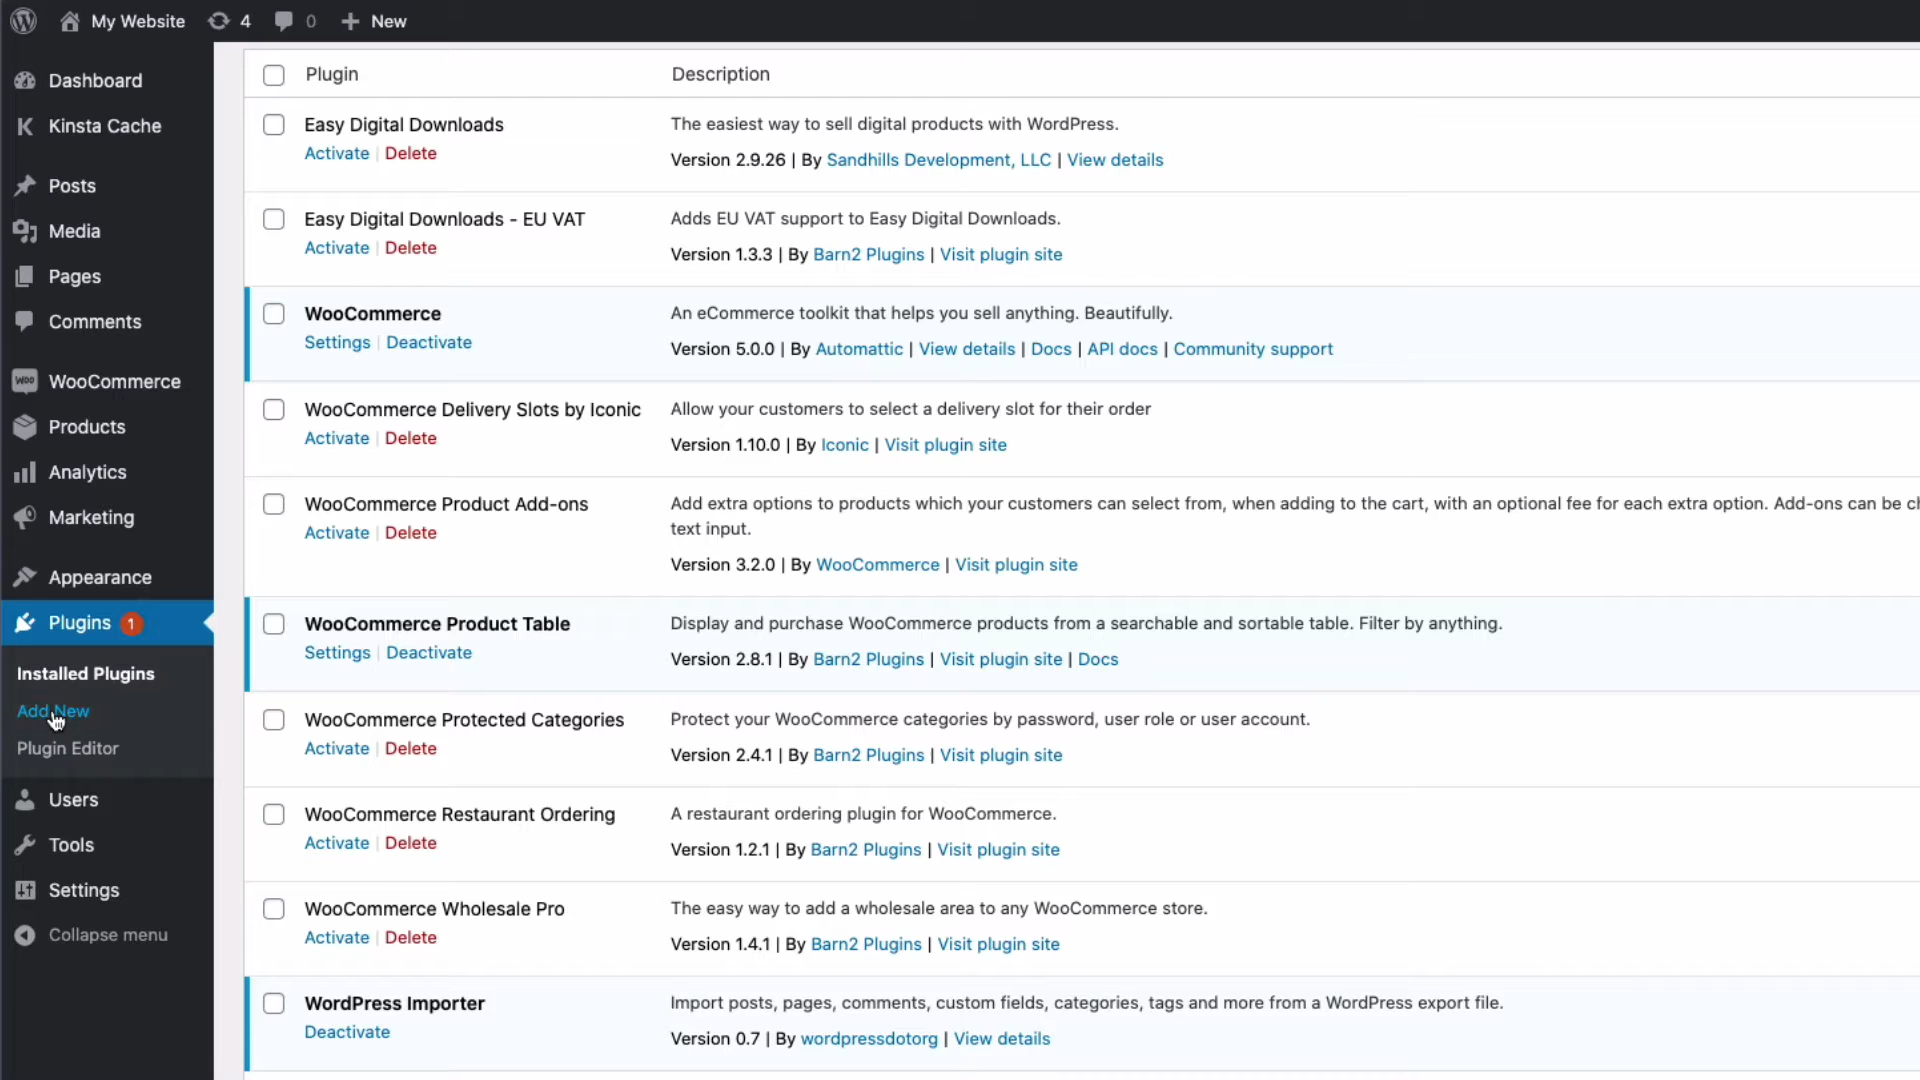 My Website 4 0 New
Dashboard
Kinsta Cache
Posts
Media
Pages
Comments
WooCommerce
Products
Analytics
Marketing
Appearance
Plugins 1
Installed Plugins
Add New
Plugin Editor
Users
Tools
Settings
Collapse menu
Plugin Description
Easy Digital Downloads
Activate | Delete
The easiest way to sell digital products with WordPress.
Version 2.9.26 | By Sandhills Development, LLC | View details
Easy Digital Downloads - EU VAT
Activate | Delete
Adds EU VAT support to Easy Digital Downloads.
Version 1.3.3 | By Barn2 Plugins | Visit plugin site
WooCommerce
Settings | Deactivate
An eCommerce toolkit that helps you sell anything. Beautifully.
Version 5.0.0 | By Automattic | View details | Docs | API docs | Community support
WooCommerce Delivery Slots by Iconic
Activate | Delete
Allow your customers to select a delivery slot for their order
Version 1.10.0 | By Iconic | Visit plugin site
WooCommerce Product Add-ons
Activate | Delete
Add extra options to products which your customers can select from, when adding to the cart, with an optional fee for each extra option. Add-ons can be
text input.
Version 3.2.0 | By WooCommerce | Visit plugin site
WooCommerce Product Table
Settings | Deactivate
Display and purchase WooCommerce products from a searchable and sortable table. Filter by anything.
Version 2.8.1 | By Barn2 Plugins | Visit plugin site | Docs
WooCommerce Protected Categories
Activate | Delete
Protect your WooCommerce categories by password, user role or user account.
Version 2.4.1 | By Barn2 Plugins | Visit plugin site
WooCommerce Restaurant Ordering
Activate | Delete
A restaurant ordering plugin for WooCommerce.
Version 1.2.1 | By Barn2 Plugins | Visit plugin site
WooCommerce Wholesale Pro
Activate | Delete
The easy way to add a wholesale area to any WooCommerce store.
Version 1.4.1 | By Barn2 Plugins | Visit plugin site
WordPress Importer
Deactivate
Import posts, pages, comments, custom fields, categories, tags and more from a WordPress export file.
Version 0.7 | By wordpressdotorg | View details